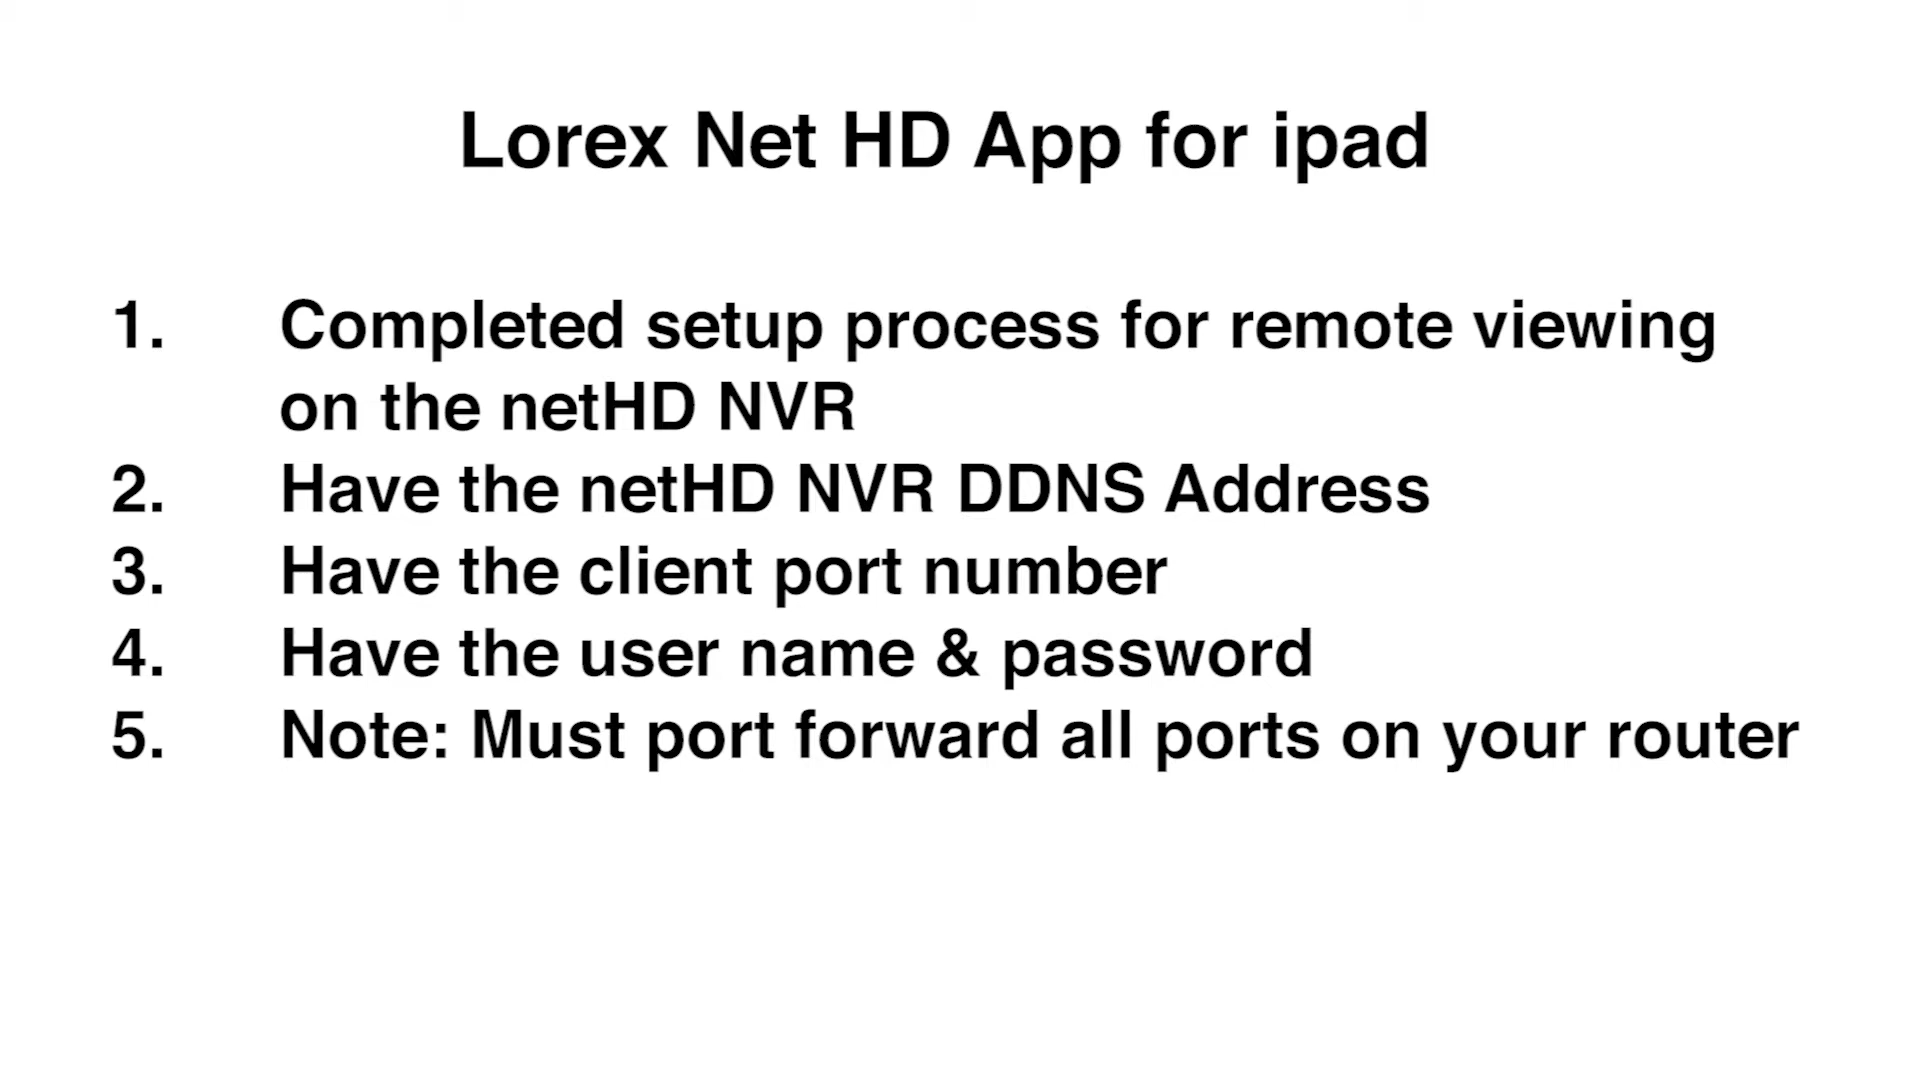 Lorex Net HD App for ipad
1. Completed setup process for remote viewing
on the netHD NVR
2. Have the netHD NVR DDNS Address
3. Have the client port number
4. Have the user name & password
5. Note: Must port forward all ports on your router